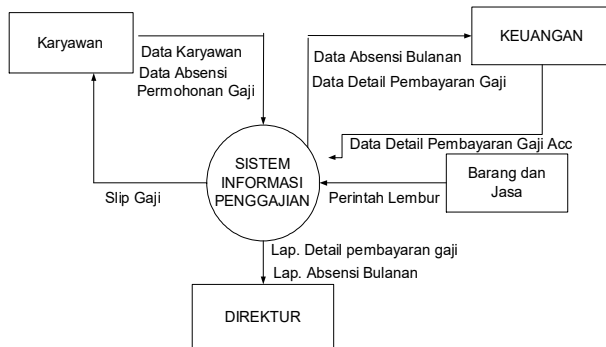 Karyawan
Data Karyawan
Data Absensi
Permohonan Gaji
Data Absensi Bulanan
Data Detail Pembayaran Gaji
KEUANGAN
Data Detail Pembayaran Gaji Acc
SISTEM
INFORMASI
PENGGAJIAN
Slip Gaji
Perintah Lembur
Barang dan
Jasa
Lap. Detail pembayaran gaji
Lap. Absensi Bulanan
DIREKTUR